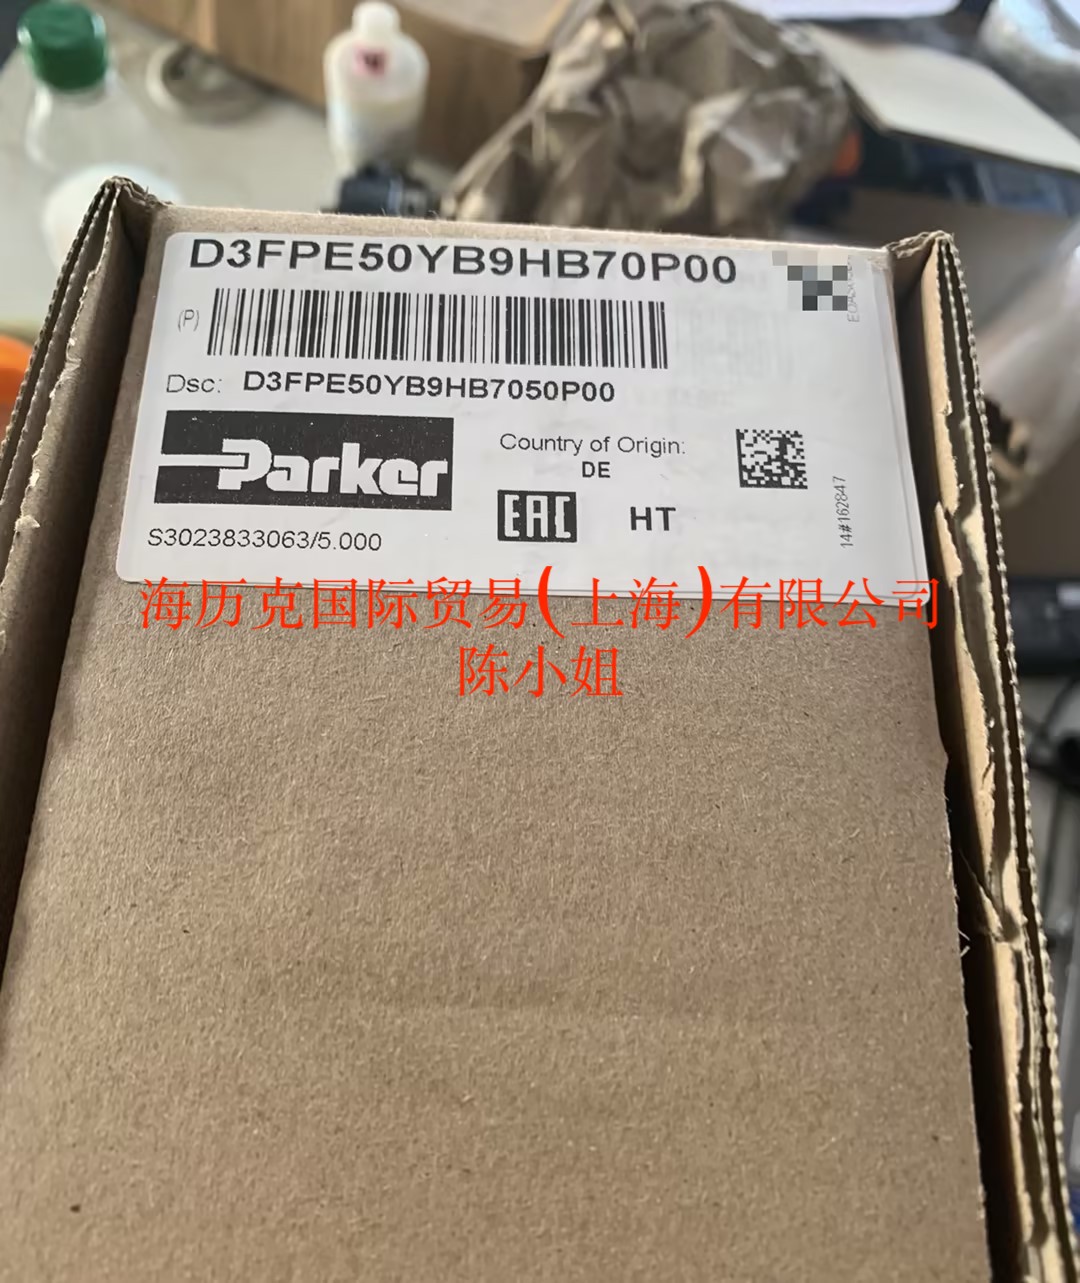 D3FPE50YB9HB70P00
(P)
Dsc: D3FPE50YB9HB7050P00
Parker
Country of Origin:
DE
EAC
HT
S3023833063/5.000
14#162847
海历克国际贸易(上海)有限公司
陈小姐